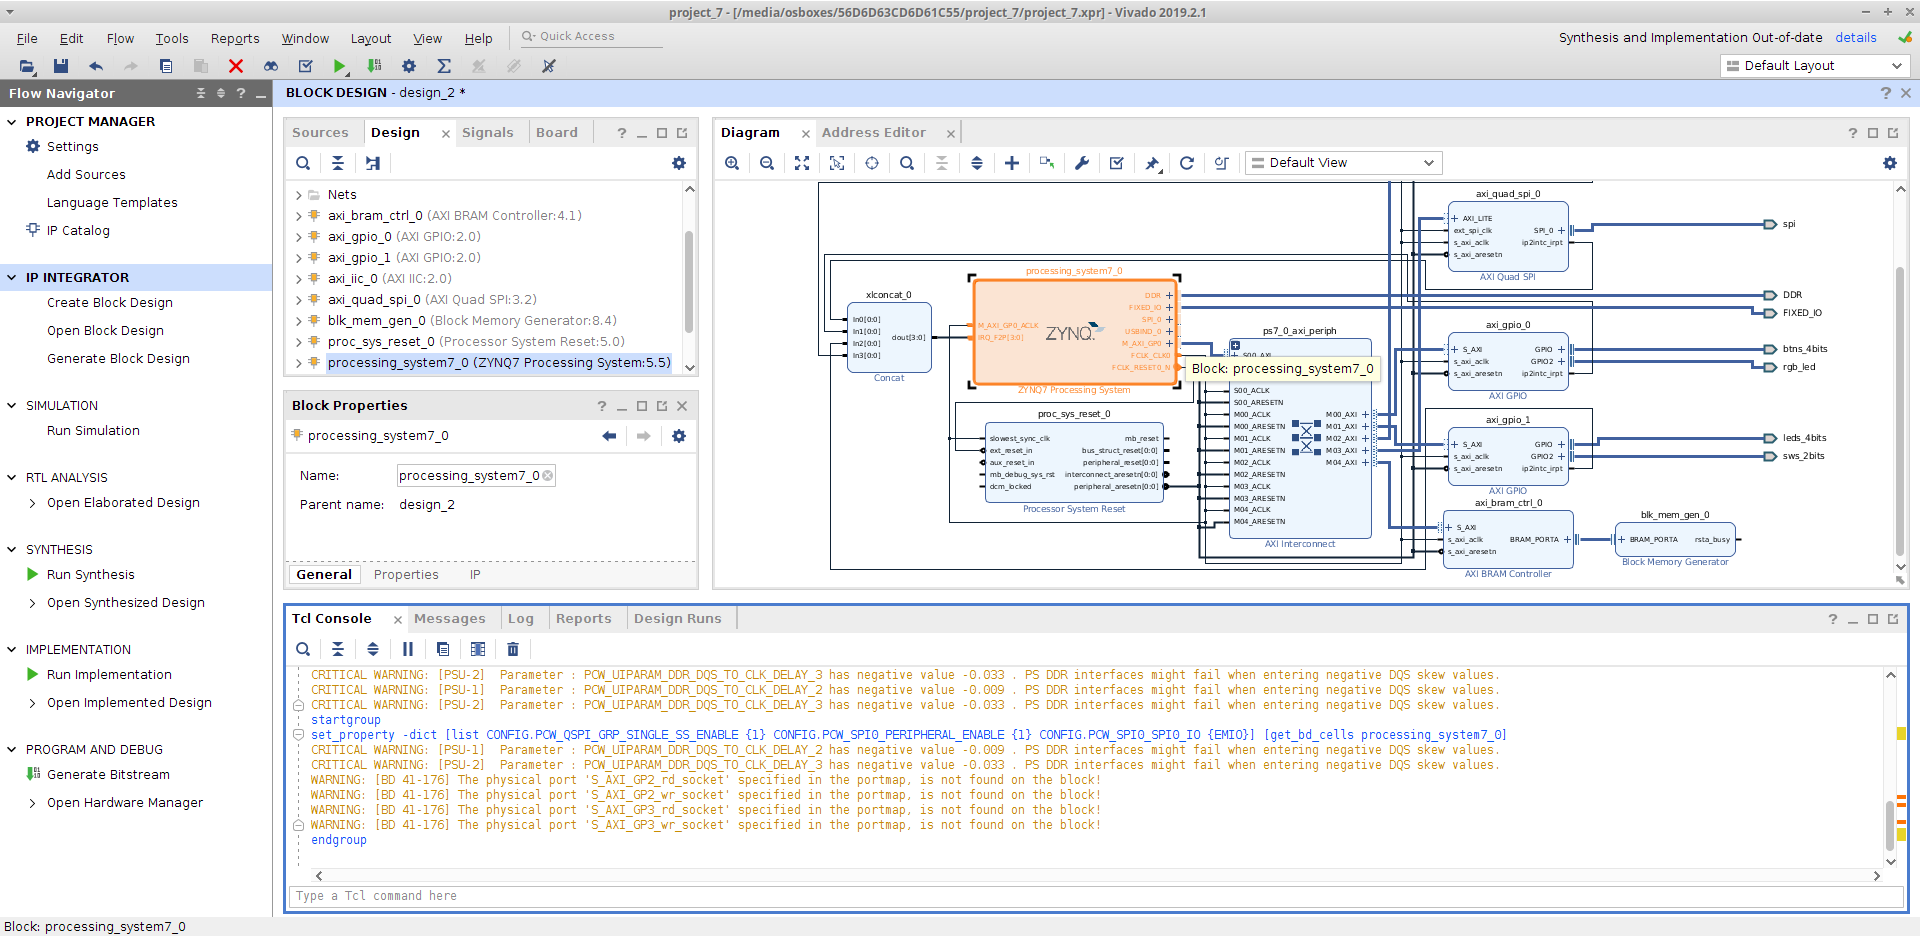 project_7 - [/media/osboxes/56D6D63CD6D61C55/project_7/project_7.xpr] - Vivado 2019.2.1
File Edit Flow Tools Reports Window Layout View Help Quick Access
Synthesis and Implementation Out-of-date details
Default Layout
Flow Navigator
PROJECT MANAGER
Settings
Add Sources
Language Templates
IP Catalog
IP INTEGRATOR
Create Block Design
Open Block Design
Generate Block Design
SIMULATION
Run Simulation
RTL ANALYSIS
Open Elaborated Design
SYNTHESIS
Run Synthesis
Open Synthesized Design
IMPLEMENTATION
Run Implementation
Open Implemented Design
PROGRAM AND DEBUG
Generate Bitstream
Open Hardware Manager
BLOCK DESIGN - design_2 *
Sources Design Signals Board
Nets
axi_bram_ctrl_0 (AXI BRAM Controller:4.1)
axi_gpio_0 (AXI GPIO:2.0)
axi_gpio_1 (AXI GPIO:2.0)
axi_iic_0 (AXI IIC:2.0)
axi_quad_spi_0 (AXI Quad SPI:3.2)
blk_mem_gen_0 (Block Memory Generator:8.4)
proc_sys_reset_0 (Processor System Reset:5.0)
processing_system7_0 (ZYNQ7 Processing System:5.5)
Block Properties
processing_system7_0
Name: processing_system7_0
Parent name: design_2
General Properties IP
Diagram Address Editor
Default View
xlconcat_0
In0[0:0]
In1[0:0]
In2[0:0]
In3[0:0]
dout[3:0]
Concat
processing_system7_0
M_AXI_GP0_ACLK
IRQ_F2P[3:0]
ZYNQ
DDR
FIXED_IO
SPI_0
USBIND_0
M_AXI_GP0
FCLK_CLK0
FCLK_RESET0_N
ZYNQ7 Processing System
Block: processing_system7_0
proc_sys_reset_0
slowest_sync_clk
ext_reset_in
aux_reset_in
mb_debug_sys_rst
dcm_locked
mb_reset
bus_struct_reset[0:0]
peripheral_reset[0:0]
interconnect_aresetn[0:0]
peripheral_aresetn[0:0]
Processor System Reset
ps7_0_axi_periph
S00_AXI
S00_ACLK
S00_ARESETN
M00_ACLK
M00_ARESETN
M01_ACLK
M01_ARESETN
M02_ACLK
M02_ARESETN
M03_ACLK
M03_ARESETN
M04_ACLK
M04_ARESETN
M00_AXI
M01_AXI
M02_AXI
M03_AXI
M04_AXI
AXI Interconnect
axi_quad_spi_0
AXI_LITE
ext_spi_clk
s_axi_aclk
s_axi_aresetn
SPI_0
ip2intc_irpt
AXI Quad SPI
axi_gpio_0
S_AXI
s_axi_aclk
s_axi_aresetn
GPIO
GPIO2
ip2intc_irpt
AXI GPIO
axi_gpio_1
S_AXI
s_axi_aclk
s_axi_aresetn
GPIO
GPIO2
ip2intc_irpt
AXI GPIO
axi_bram_ctrl_0
S_AXI
s_axi_aclk
s_axi_aresetn
BRAM_PORTA
AXI BRAM Controller
blk_mem_gen_0
BRAM_PORTA
rsta_busy
Block Memory Generator
spi
DDR
FIXED_IO
btns_4bits
rgb_led
leds_4bits
sws_2bits
Tcl Console Messages Log Reports Design Runs
CRITICAL WARNING: [PSU-2]  Parameter : PCW_UIPARAM_DDR_DQS_TO_CLK_DELAY_3 has negative value -0.033 . PS DDR interfaces might fail when entering negative DQS skew values.
CRITICAL WARNING: [PSU-1]  Parameter : PCW_UIPARAM_DDR_DQS_TO_CLK_DELAY_2 has negative value -0.009 . PS DDR interfaces might fail when entering negative DQS skew values.
CRITICAL WARNING: [PSU-2]  Parameter : PCW_UIPARAM_DDR_DQS_TO_CLK_DELAY_3 has negative value -0.033 . PS DDR interfaces might fail when entering negative DQS skew values.
startgroup
set_property -dict [list CONFIG.PCW_QSPI_GRP_SINGLE_SS_ENABLE {1} CONFIG.PCW_SPI0_PERIPHERAL_ENABLE {1} CONFIG.PCW_SPI0_SPI0_IO {EMIO}] [get_bd_cells processing_system7_0]
CRITICAL WARNING: [PSU-1]  Parameter : PCW_UIPARAM_DDR_DQS_TO_CLK_DELAY_2 has negative value -0.009 . PS DDR interfaces might fail when entering negative DQS skew values.
CRITICAL WARNING: [PSU-2]  Parameter : PCW_UIPARAM_DDR_DQS_TO_CLK_DELAY_3 has negative value -0.033 . PS DDR interfaces might fail when entering negative DQS skew values.
WARNING: [BD 41-176] The physical port 'S_AXI_GP2_rd_socket' specified in the portmap, is not found on the block!
WARNING: [BD 41-176] The physical port 'S_AXI_GP2_wr_socket' specified in the portmap, is not found on the block!
WARNING: [BD 41-176] The physical port 'S_AXI_GP3_rd_socket' specified in the portmap, is not found on the block!
WARNING: [BD 41-176] The physical port 'S_AXI_GP3_wr_socket' specified in the portmap, is not found on the block!
endgroup
Type a Tcl command here
Block: processing_system7_0